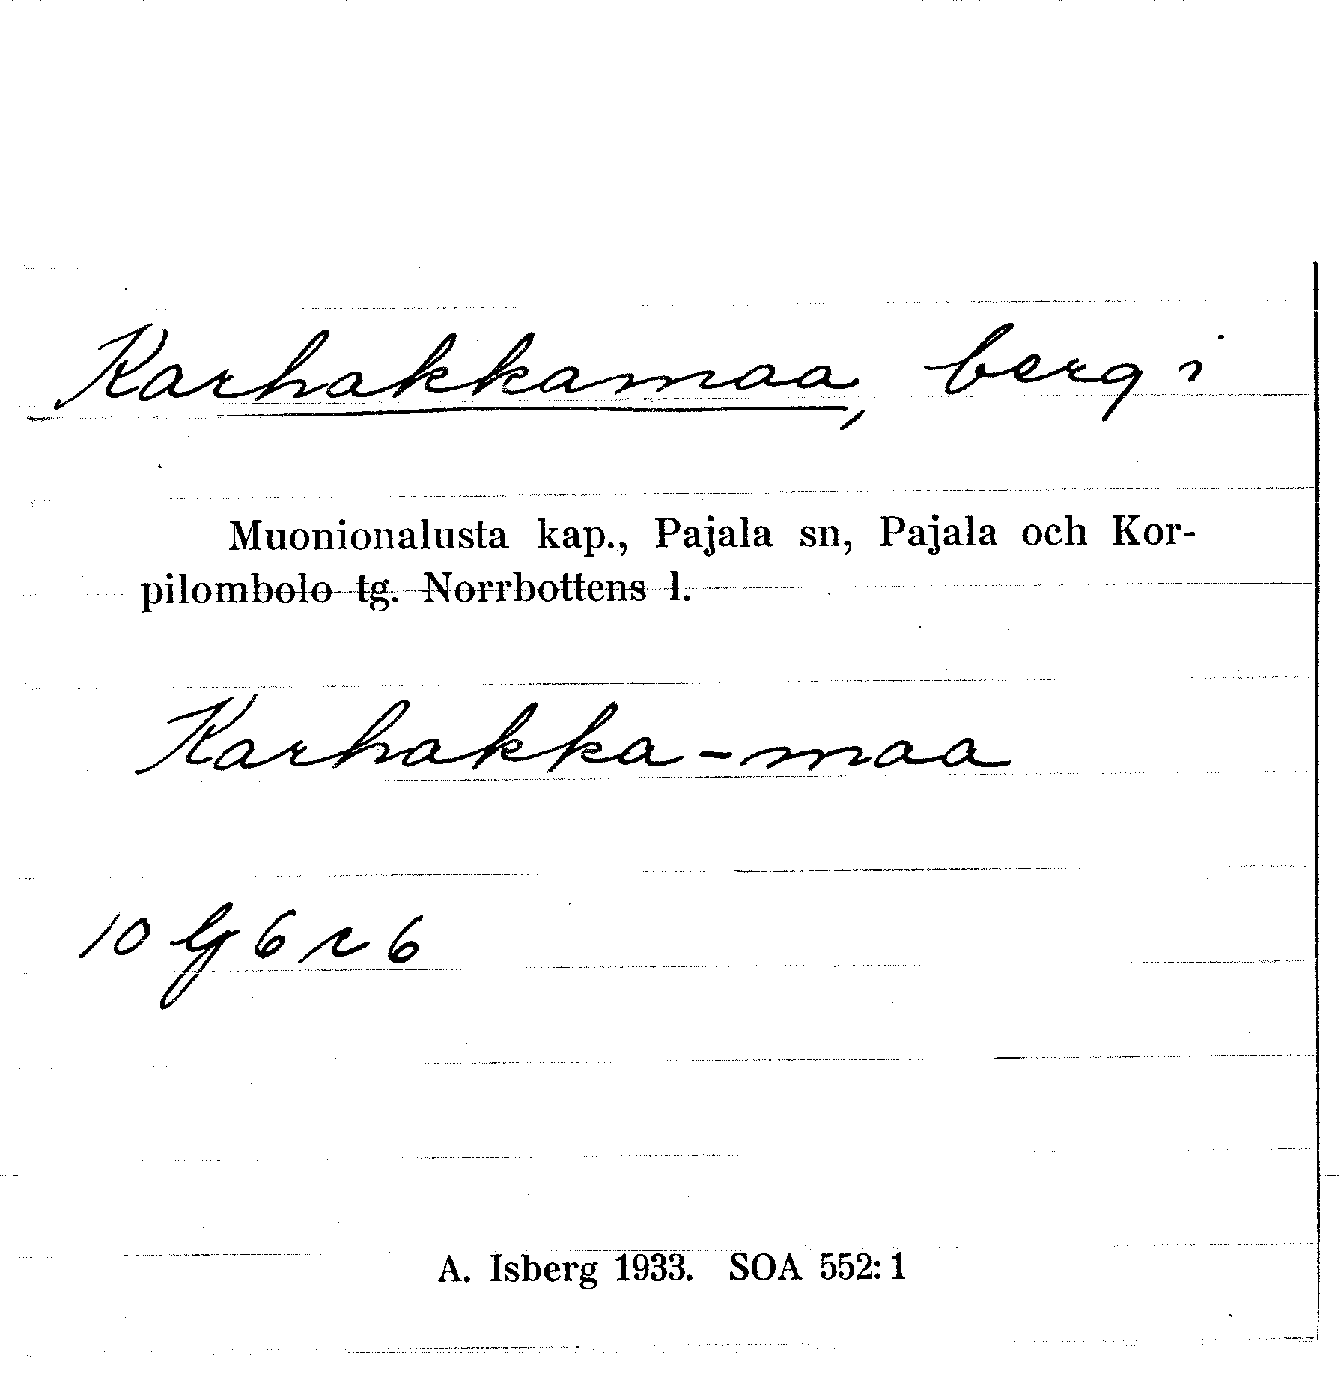 Karhakkamaa, berg i
Muonionalusta kap., Pajala sn, Pajala och Kor-
pilombolo tg. Norrbottens l.
Karhakka-maa
10 lj 6 r 6
A. Isberg 1933. SOA 552:1